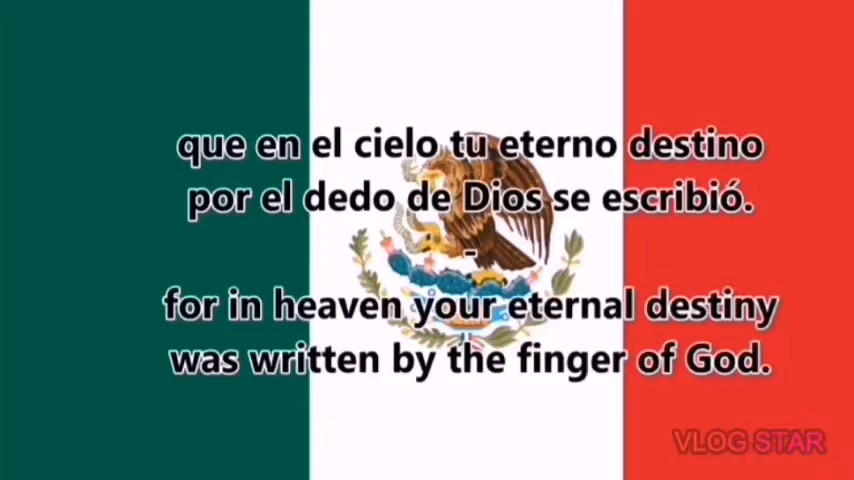 que en el cielo tu eterno destino
por el dedo de Dios se escribió.
-
for in heaven your eternal destiny
was written by the finger of God.
VLOG STAR